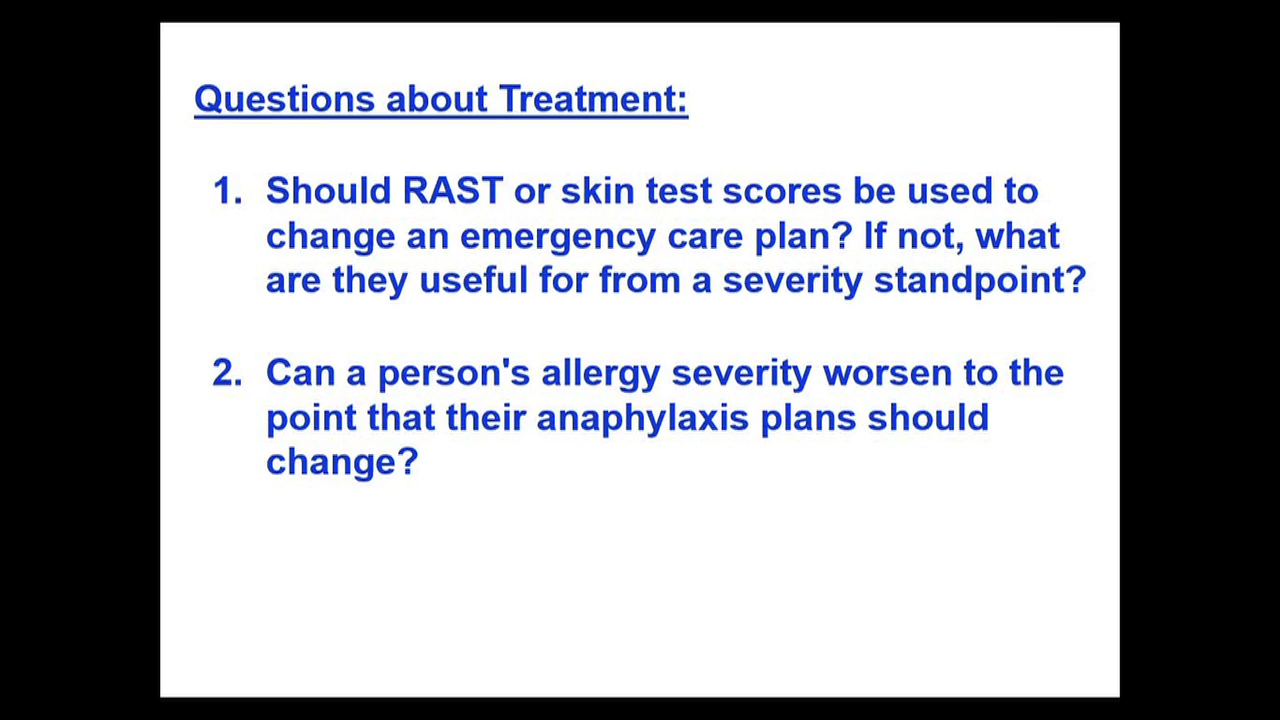 Questions about Treatment:
1. Should RAST or skin test scores be used to
change an emergency care plan? If not, what
are they useful for from a severity standpoint?
2. Can a person's allergy severity worsen to the
point that their anaphylaxis plans should
change?